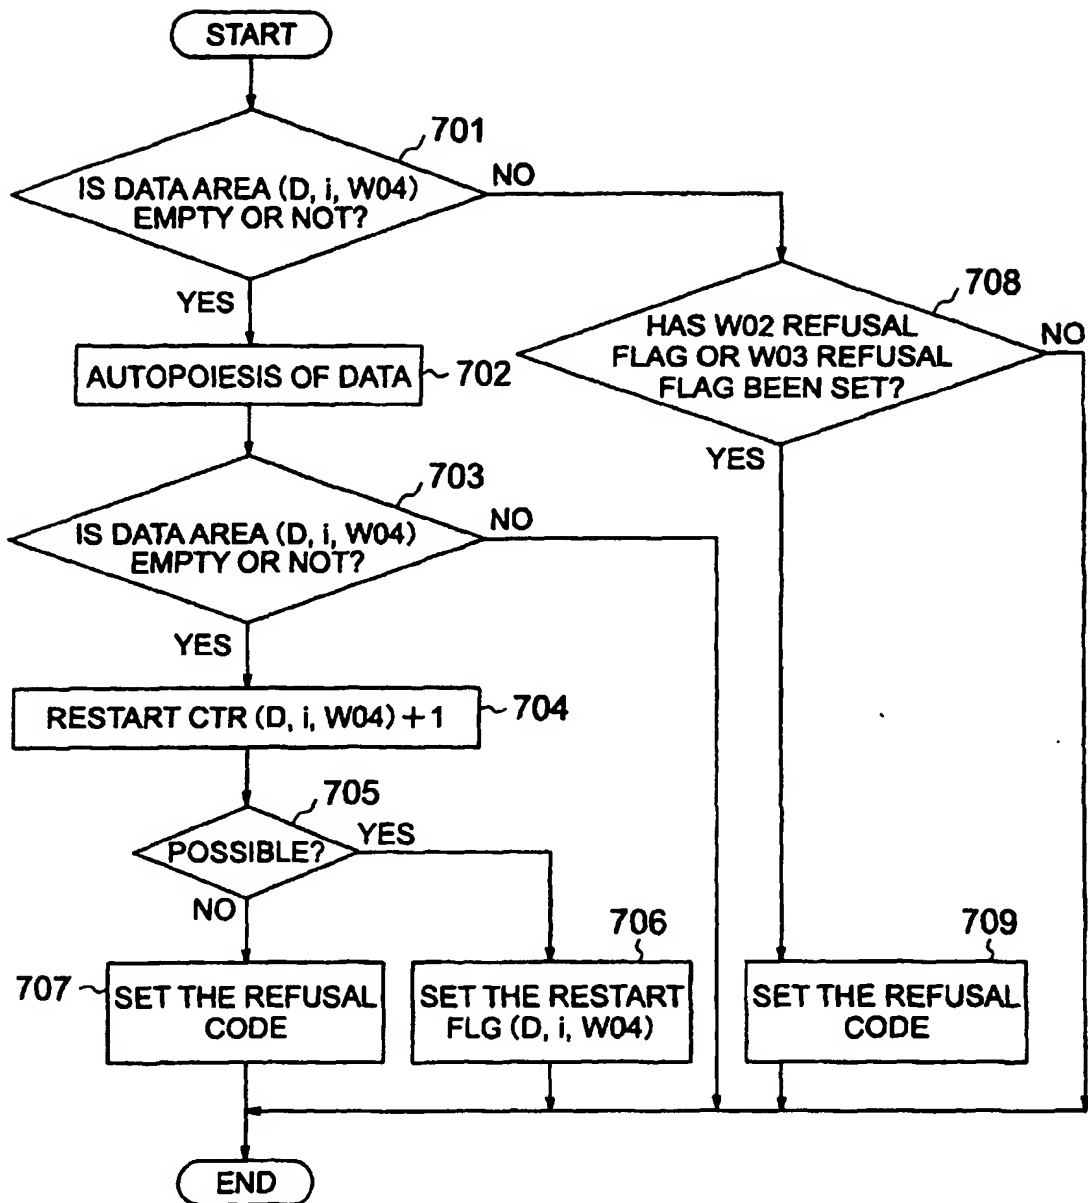 START
701
IS DATA AREA (D, i, W04)
EMPTY OR NOT?
NO
YES
708
HAS W02 REFUSAL
FLAG OR W03 REFUSAL
FLAG BEEN SET?
NO
YES
AUTOPOIESIS OF DATA
702
703
IS DATA AREA (D, i, W04)
EMPTY OR NOT?
NO
YES
RESTART CTR (D, i, W04) + 1
704
705
POSSIBLE?
YES
NO
707
SET THE REFUSAL
CODE
706
SET THE RESTART
FLG (D, i, W04)
709
SET THE REFUSAL
CODE
END